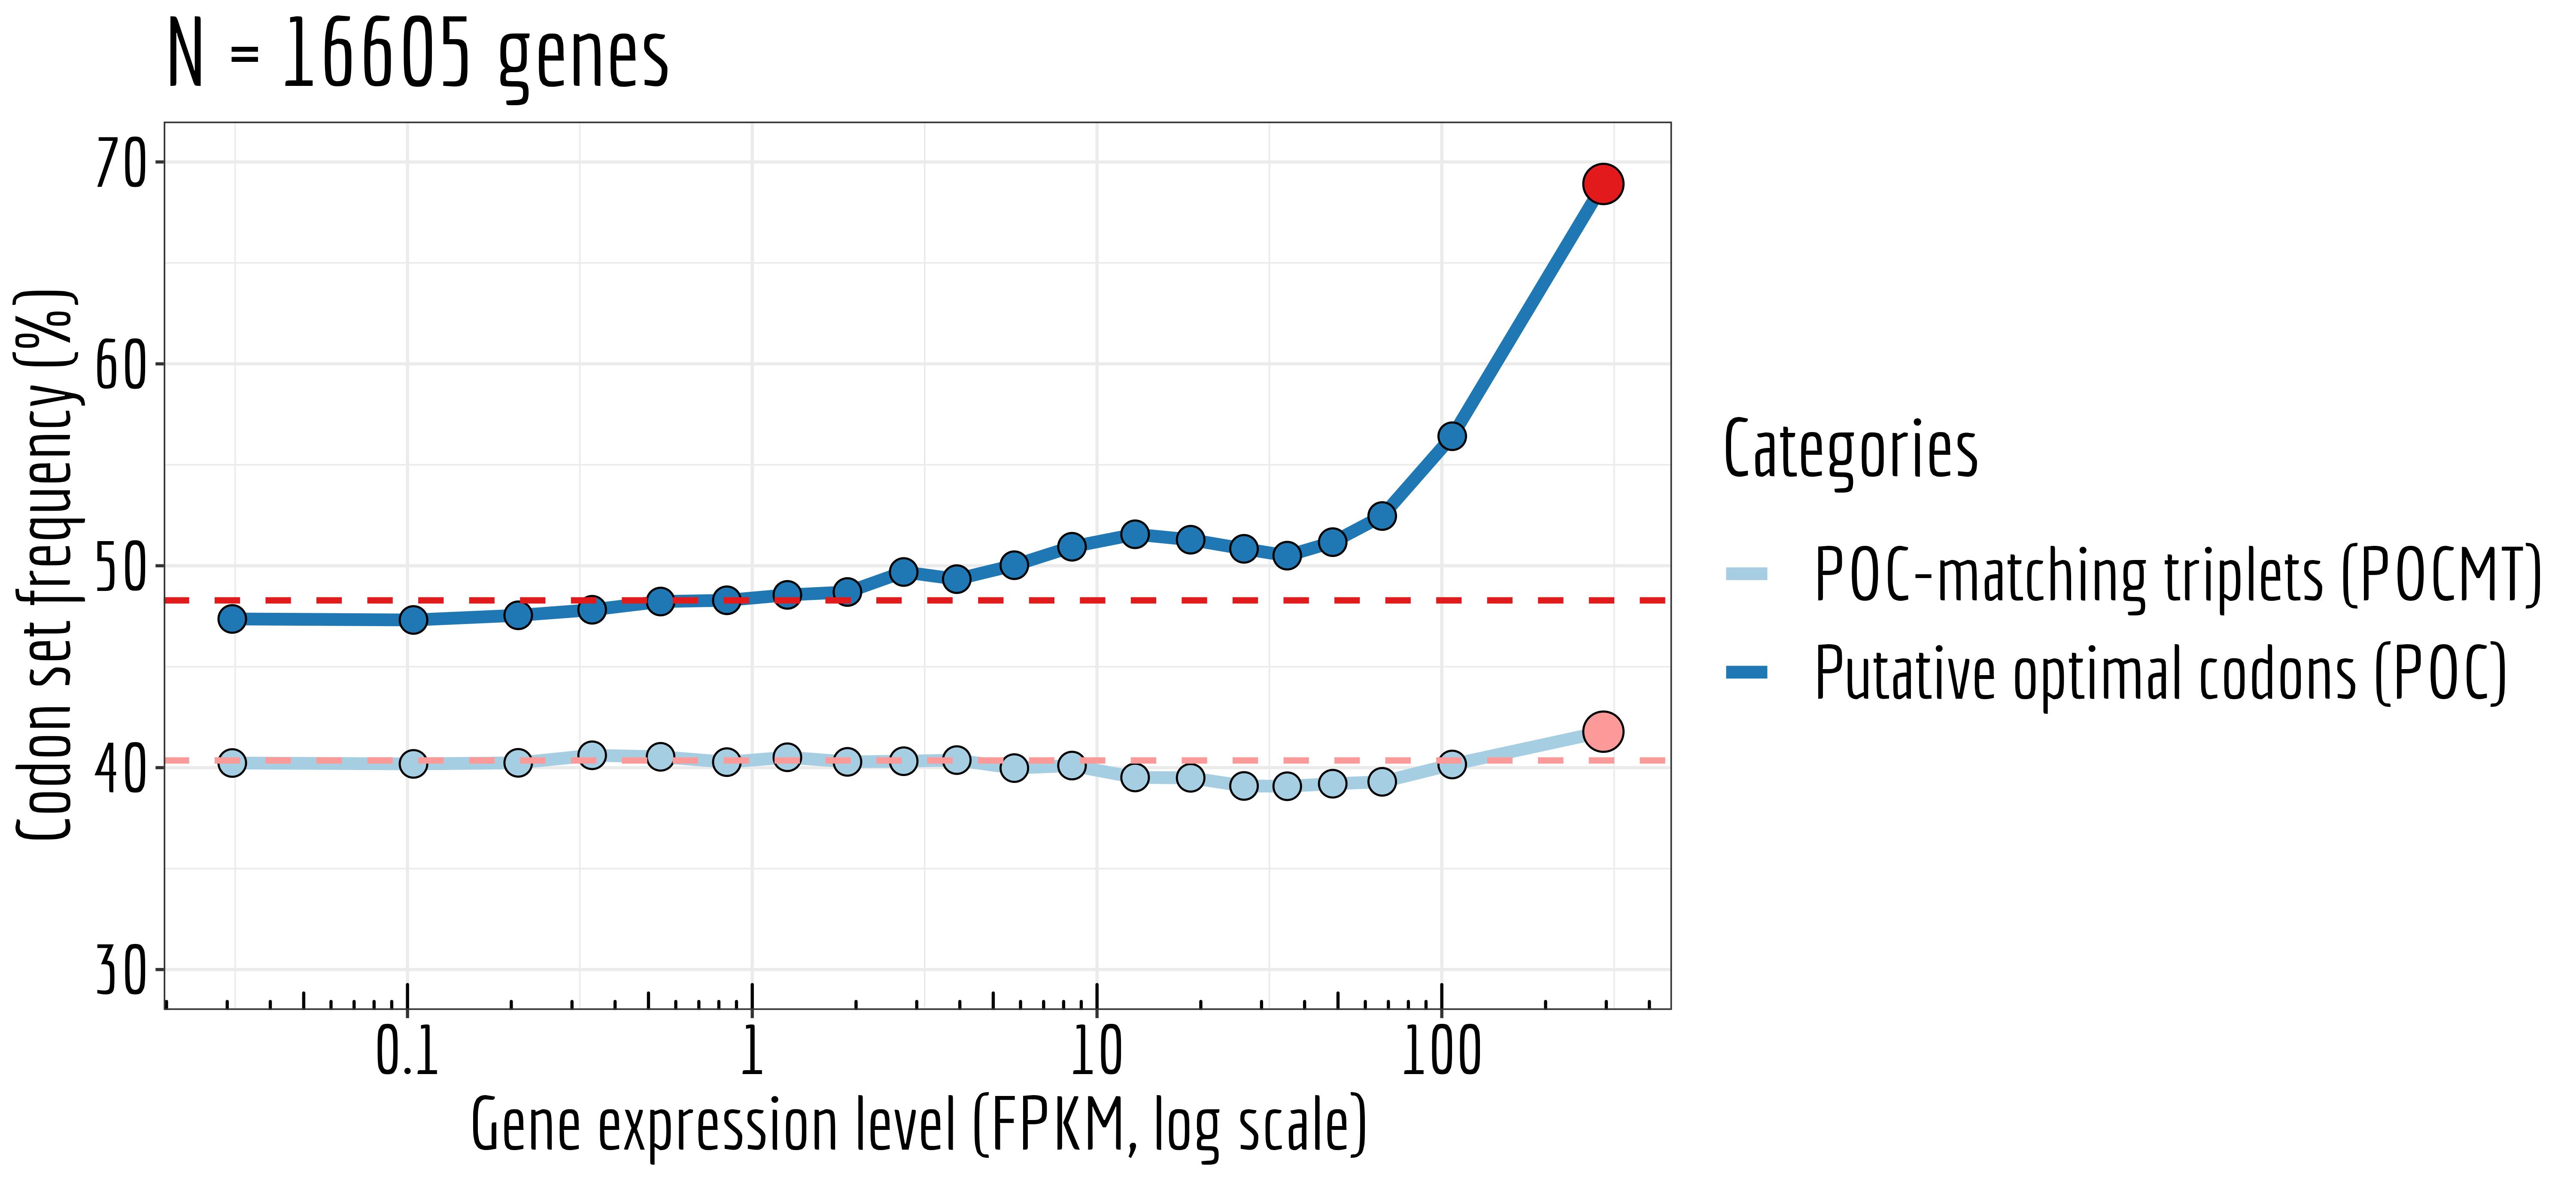 N = 16605 genes
70
60
50
40
30
Codon set frequency (%)
0.1 1 10 100
Gene expression level (FPKM, log scale)
Categories
POC-matching triplets (POCMT)
Putative optimal codons (POC)